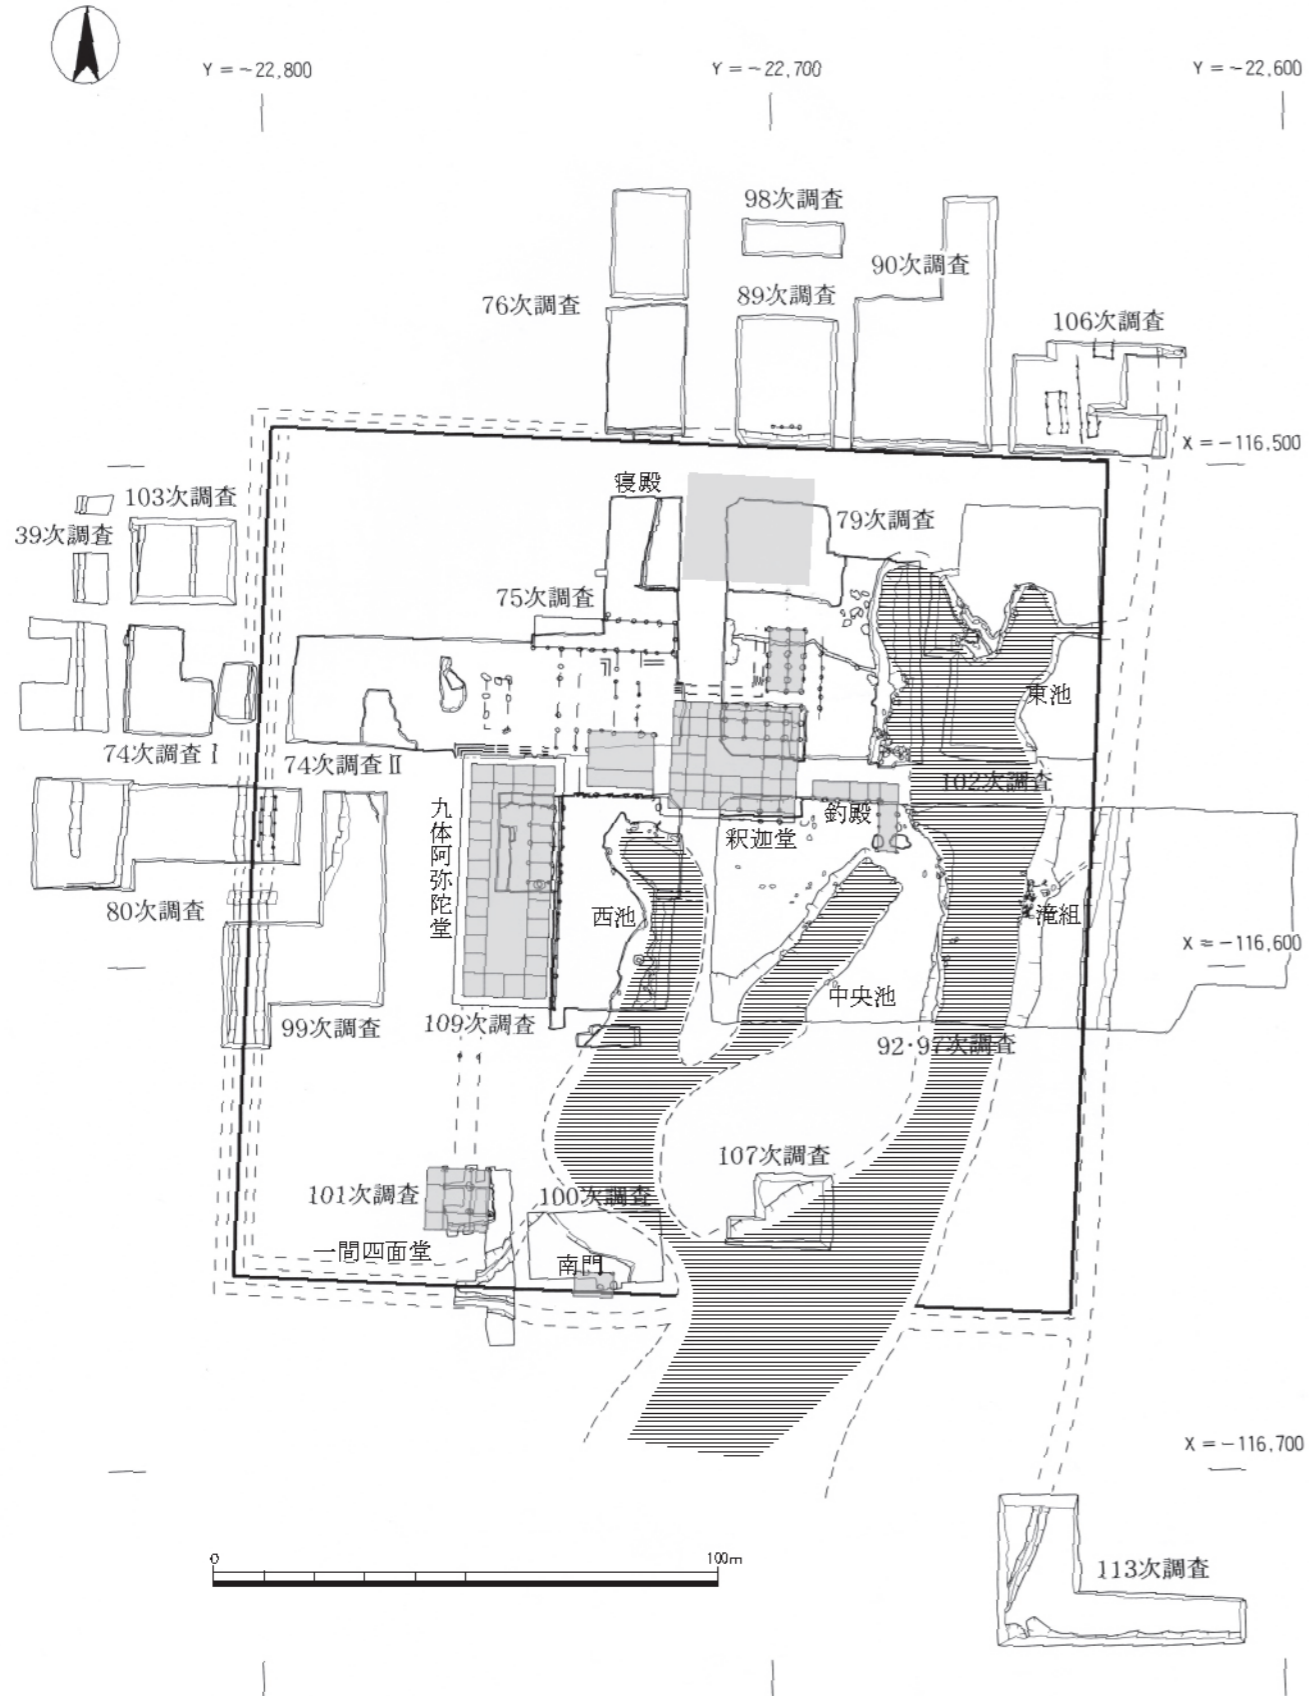 Y = -22,800
Y = -22,700
Y = -22,600
98次調査
90次調査
76次調査
89次調査
106次調査
X = -116,500
寝殿
103次調査
79次調査
39次調査
75次調査
東池
74次調査Ⅰ
74次調査Ⅱ
102次調査
九体阿弥陀堂
釣殿
釈迦堂
80次調査
西池
滝組
X = -116,600
中央池
99次調査
109次調査
92・97次調査
107次調査
101次調査
100次調査
一間四面堂
南門
X = -116,700
0
100m
113次調査